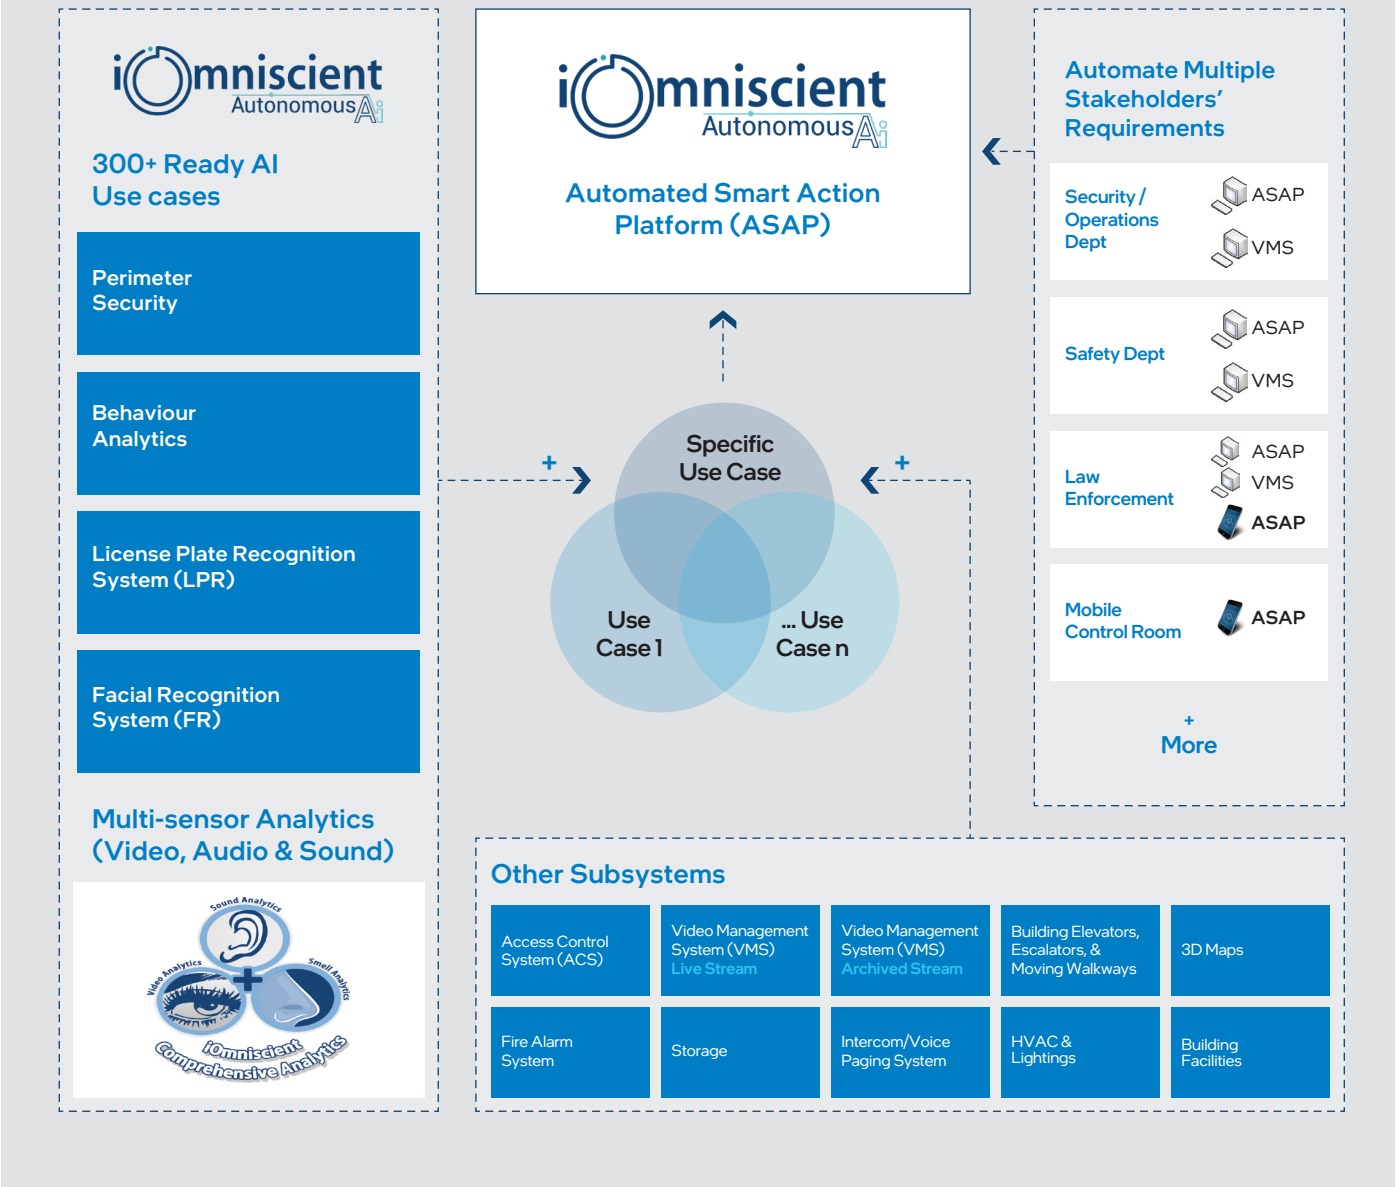 iOmniscient
Autonomous Ai
300+ Ready AI
Use cases
Perimeter
Security
Behaviour
Analytics
License Plate Recognition
System (LPR)
Facial Recognition
System (FR)
Multi-sensor Analytics
(Video, Audio & Sound)
Sound Analytics
Video Analytics
Smell Analytics
iOmniscient
Comprehensive Analytics
iOmniscient
Autonomous Ai
Automated Smart Action
Platform (ASAP)
+
+
Specific
Use Case
Use
Case 1
... Use
Case n
Automate Multiple
Stakeholders’
Requirements
Security /
Operations
Dept
ASAP
VMS
Safety Dept
ASAP
VMS
Law
Enforcement
ASAP
VMS
ASAP
Mobile
Control Room
ASAP
+
More
Other Subsystems
Access Control
System (ACS)
Video Management
System (VMS)
Live Stream
Video Management
System (VMS)
Archived Stream
Building Elevators,
Escalators, &
Moving Walkways
3D Maps
Fire Alarm
System
Storage
Intercom/Voice
Paging System
HVAC &
Lightings
Building
Facilities